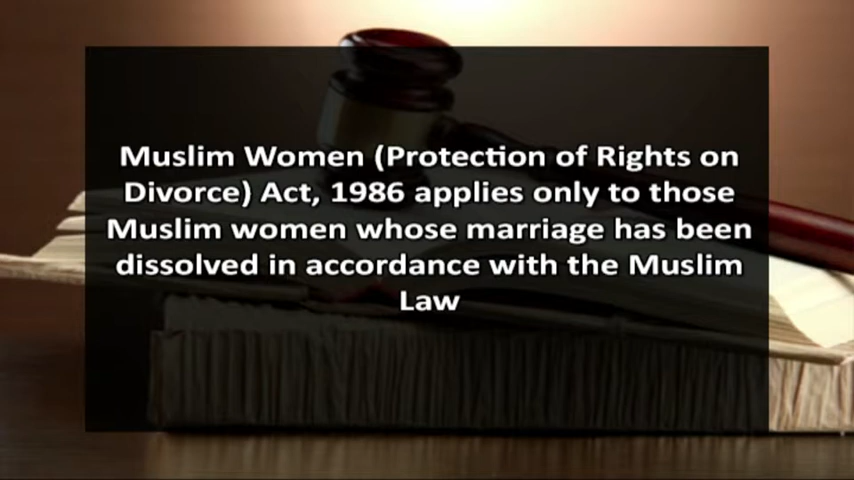 Muslim Women (Protection of Rights on
Divorce) Act, 1986 applies only to those
Muslim women whose marriage has been
dissolved in accordance with the Muslim
Law